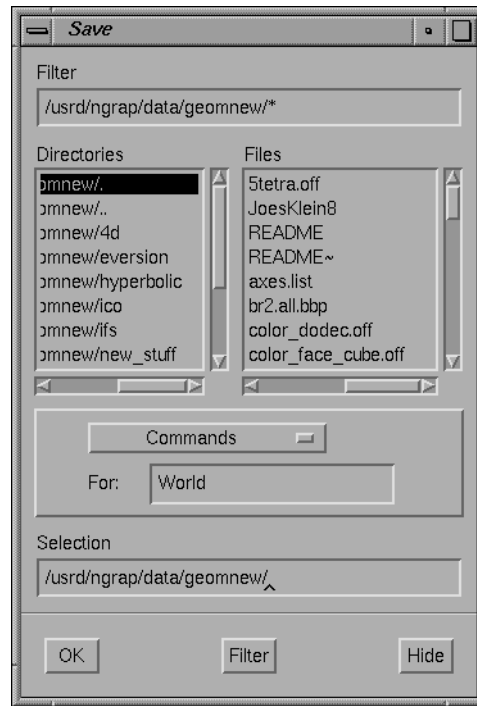 Save
Filter
/usrd/ngrap/data/geomnew/*
Directories
omnew/.
omnew/..
omnew/4d
omnew/eversion
omnew/hyperbolic
omnew/ico
omnew/ifs
omnew/new_stuff
Files
5tetra.off
JoesKlein8
README
README~
axes.list
br2.all.bbp
color_dodec.off
color_face_cube.off
Commands
For: World
Selection
/usrd/ngrap/data/geomnew/
OK Filter Hide